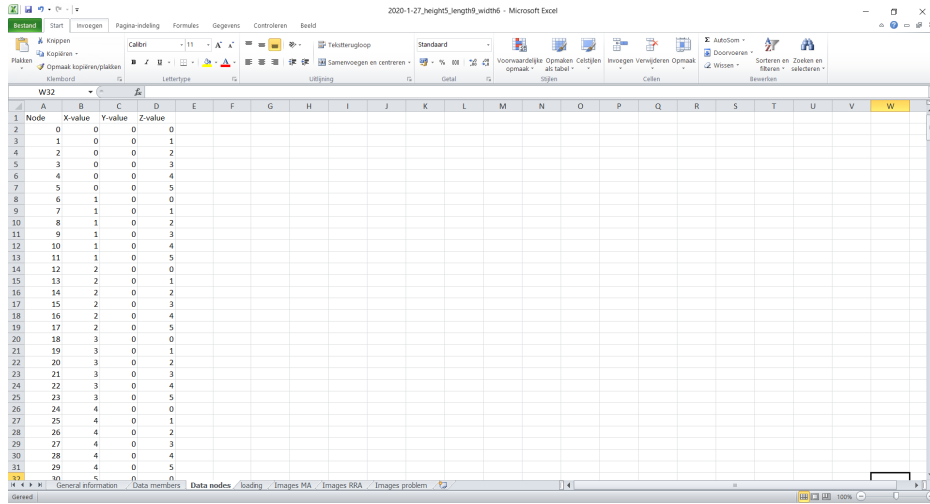 2020-1-27_height5_length9_width6 - Microsoft Excel
Bestand Start Invoegen Pagina-indeling Formules Gegevens Controleren Beeld
Plakken
Knippen
Kopiëren
Opmaak kopiëren/plakken
Klembord
Calibri 11
B I U
Lettertype
Tekstterugloop
Samenvoegen en centreren
Uitlijning
Standaard
% 000
Getal
Voorwaardelijke opmaak
Opmaken als tabel
Celstijlen
Stijlen
Invoegen Verwijderen Opmaak
Cellen
Σ AutoSom
Doorvoeren
Wissen
Sorteren en filteren
Zoeken en selecteren
Bewerken
W32 fx
A B C D E F G H I J K L M N O P Q R S T U V W
1 Node X-value Y-value Z-value
2 0 0 0 0
3 1 0 0 1
4 2 0 0 2
5 3 0 0 3
6 4 0 0 4
7 5 0 0 5
8 6 1 0 0
9 7 1 0 1
10 8 1 0 2
11 9 1 0 3
12 10 1 0 4
13 11 1 0 5
14 12 2 0 0
15 13 2 0 1
16 14 2 0 2
17 15 2 0 3
18 16 2 0 4
19 17 2 0 5
20 18 3 0 0
21 19 3 0 1
22 20 3 0 2
23 21 3 0 3
24 22 3 0 4
25 23 3 0 5
26 24 4 0 0
27 25 4 0 1
28 26 4 0 2
29 27 4 0 3
30 28 4 0 4
31 29 4 0 5
32 30 5 0 0
General information Data members Data nodes loading Images MA Images RRA Images problem
Gereed 100%